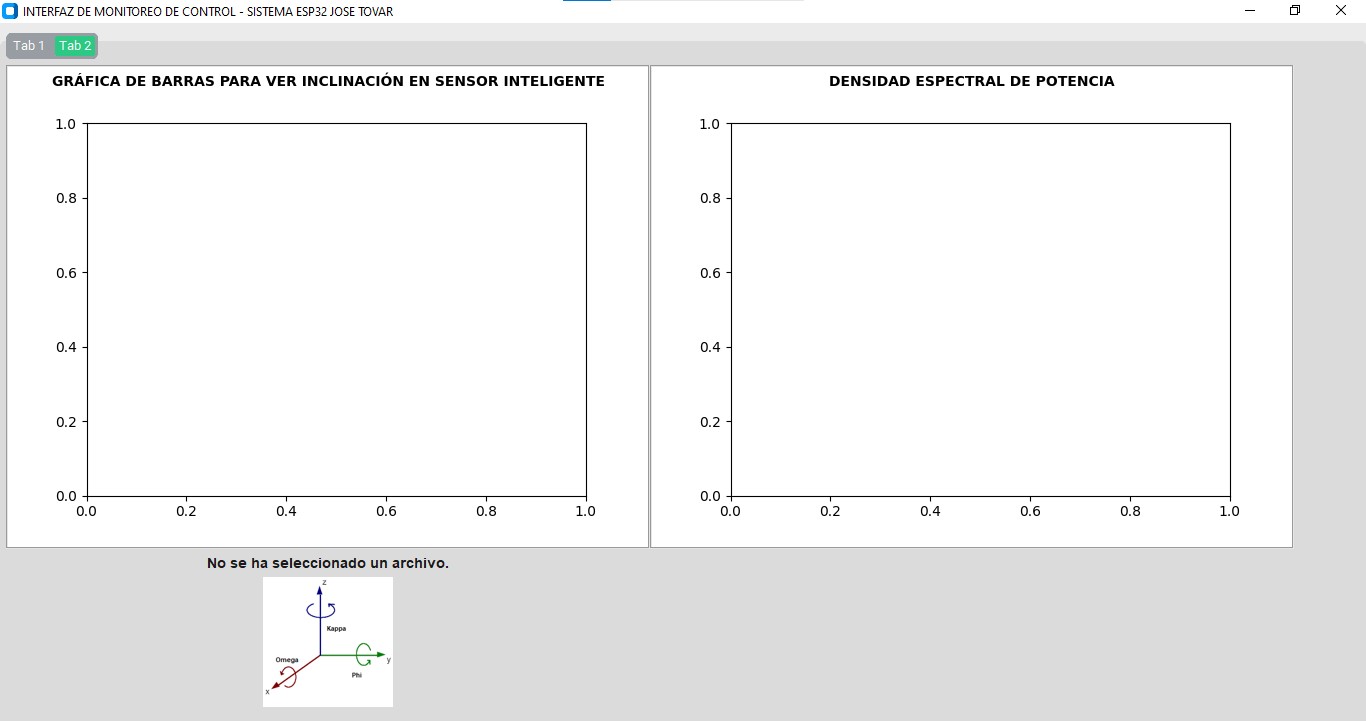 INTERFAZ DE MONITOREO DE CONTROL - SISTEMA ESP32 JOSE TOVAR
Tab 1 Tab 2
GRÁFICA DE BARRAS PARA VER INCLINACIÓN EN SENSOR INTELIGENTE
1.0
0.8
0.6
0.4
0.2
0.0
0.0 0.2 0.4 0.6 0.8 1.0
DENSIDAD ESPECTRAL DE POTENCIA
1.0
0.8
0.6
0.4
0.2
0.0
0.0 0.2 0.4 0.6 0.8 1.0
No se ha seleccionado un archivo.
z
Kappa
Omega
y
Phi
x